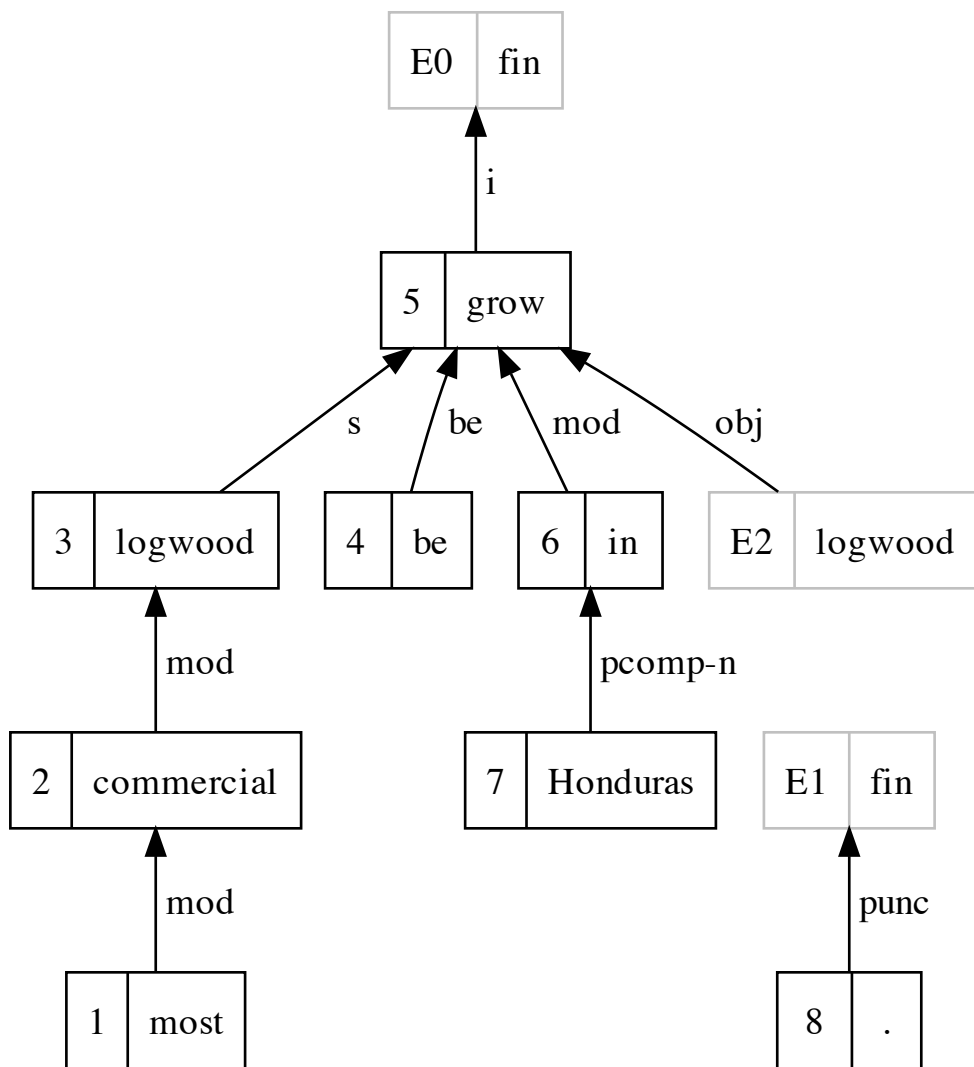 E0 fin
i
5 grow
s be mod obj
3 logwood 4 be 6 in E2 logwood
mod pcomp-n
2 commercial 7 Honduras E1 fin
mod punc
1 most 8 .